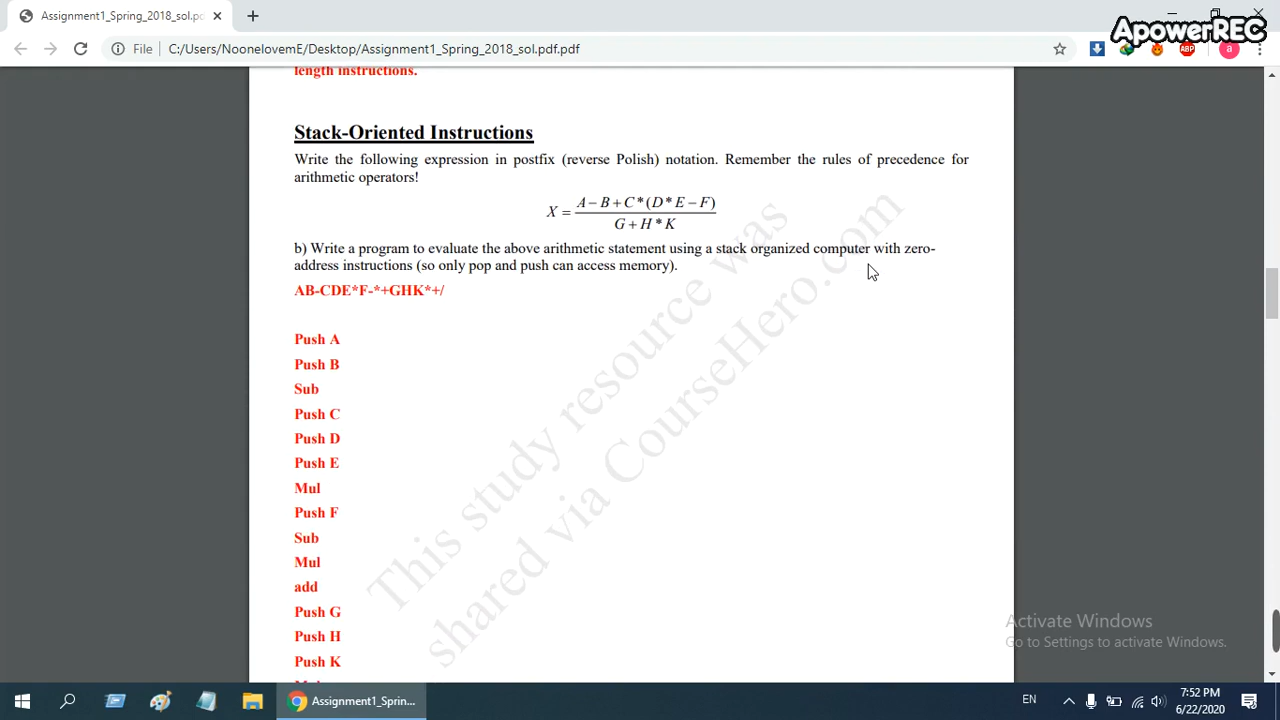 Assignment1_Spring_2018_sol.pd
ApowerREC
File C:/Users/NoonelovemE/Desktop/Assignment1_Spring_2018_sol.pdf.pdf
ABP
a
length instructions.
Stack-Oriented Instructions
Write the following expression in postfix (reverse Polish) notation. Remember the rules of precedence for
arithmetic operators!
X = A − B + C * (D * E − F)
G + H * K
b) Write a program to evaluate the above arithmetic statement using a stack organized computer with zero-
address instructions (so only pop and push can access memory).
AB-CDE*F-*+GHK*+/
Push A
Push B
Sub
Push C
Push D
Push E
Mul
Push F
Sub
Mul
add
Push G
Push H
Push K
This study resource was
shared via CourseHero.com
Activate Windows
Go to Settings to activate Windows.
Assignment1_Sprin...
EN
7:52 PM
6/22/2020